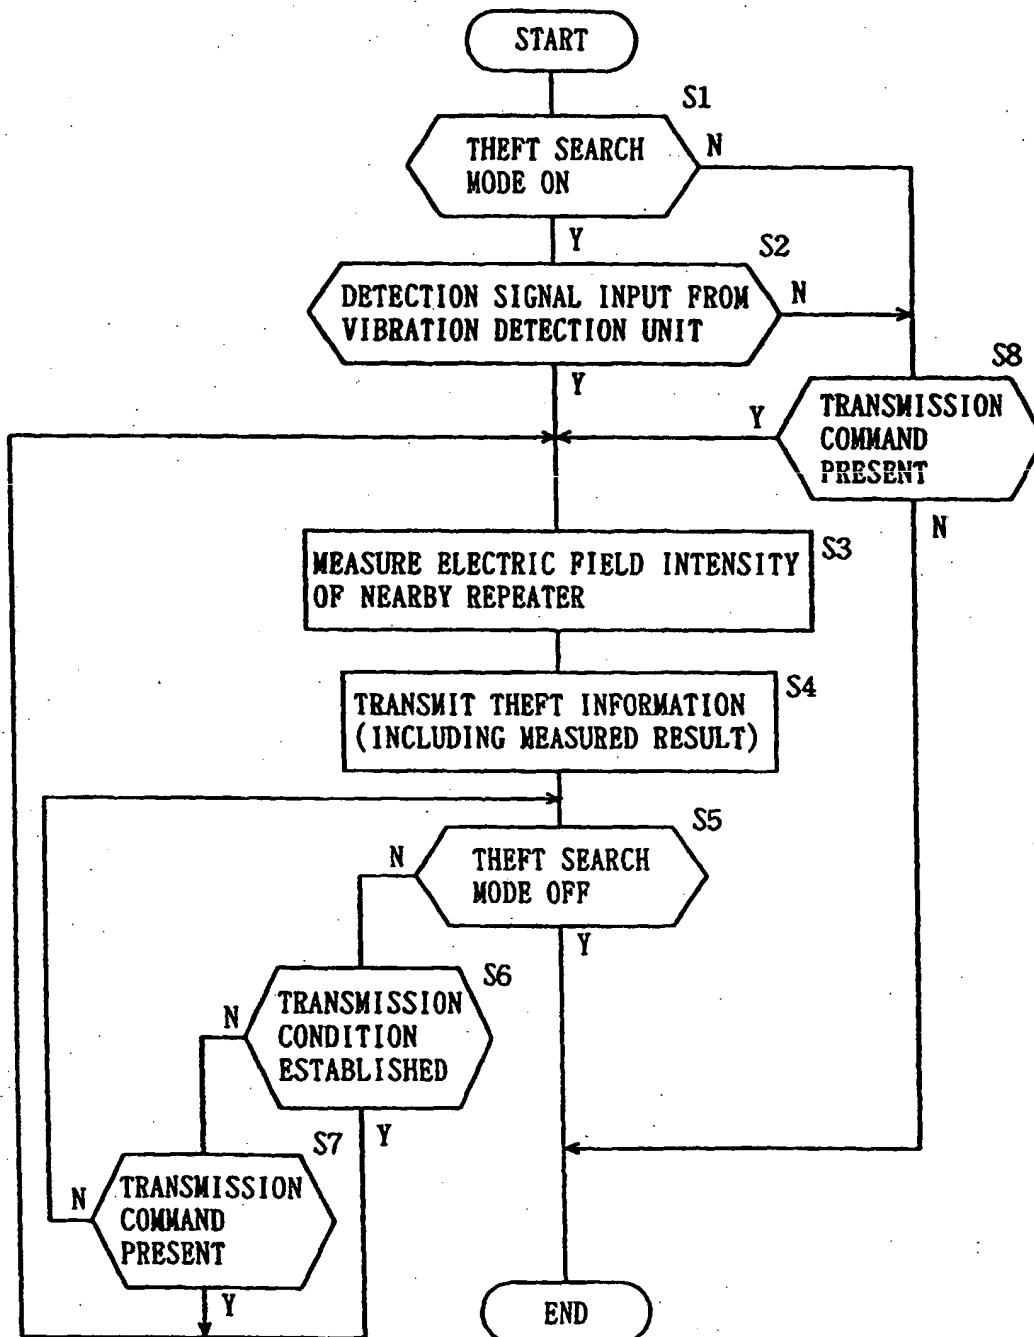 START
S1
THEFT SEARCH
MODE ON
N
Y
S2
DETECTION SIGNAL INPUT FROM
VIBRATION DETECTION UNIT
N
Y
S8
TRANSMISSION
COMMAND
PRESENT
Y
N
S3
MEASURE ELECTRIC FIELD INTENSITY
OF NEARBY REPEATER
S4
TRANSMIT THEFT INFORMATION
(INCLUDING MEASURED RESULT)
S5
THEFT SEARCH
MODE OFF
N
Y
S6
TRANSMISSION
CONDITION
ESTABLISHED
N
Y
S7
TRANSMISSION
COMMAND
PRESENT
N
Y
END